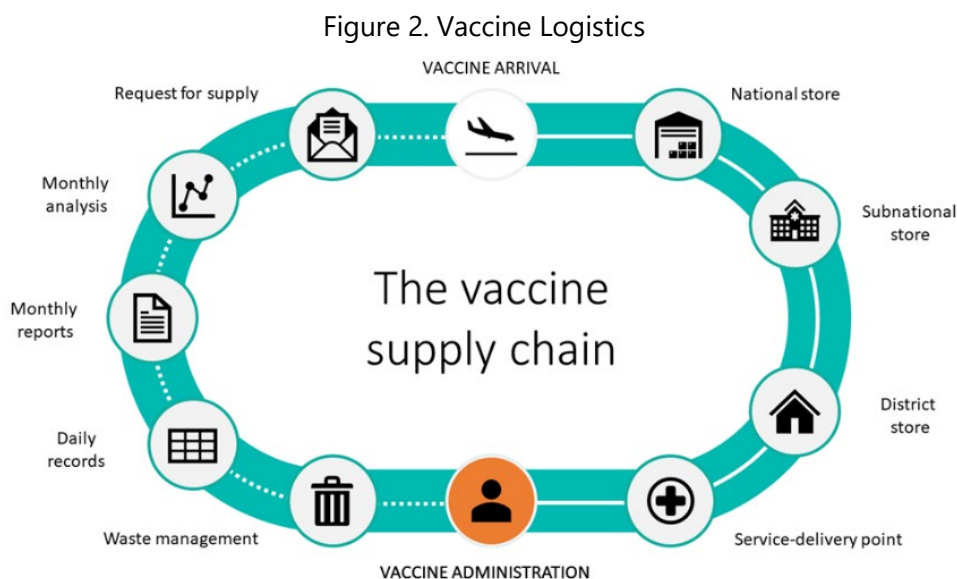 Figure 2. Vaccine Logistics
VACCINE ARRIVAL
Request for supply
National store
Monthly
analysis
Subnational
store
The vaccine
supply chain
Monthly
reports
District
store
Daily
records
Waste management
Service-delivery point
VACCINE ADMINISTRATION